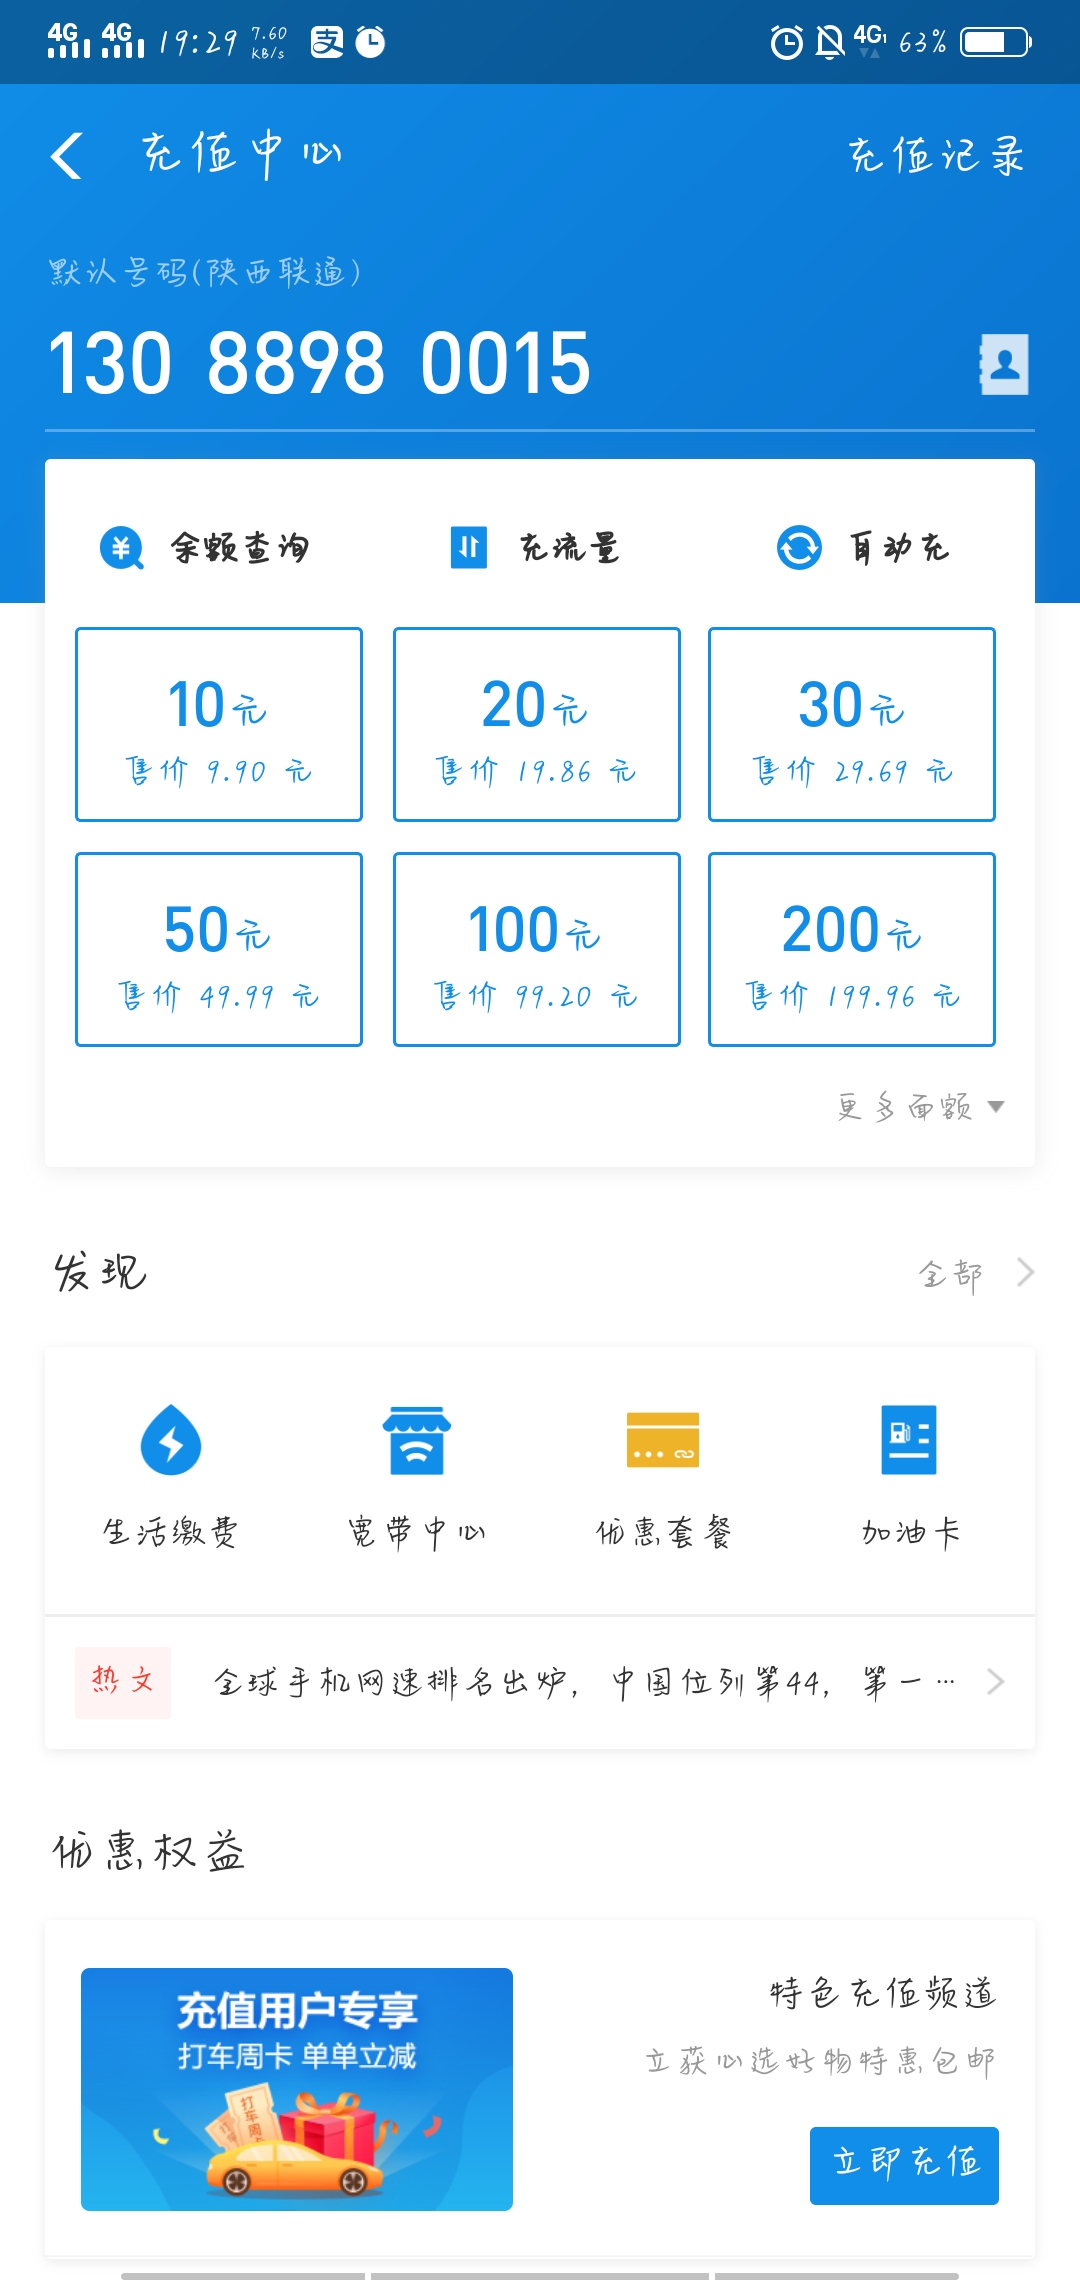 4G 4G 19:29 7.60 KB/s 支 4G1 63%
充值中心 充值记录
默认号码(陕西联通)
130 8898 0015
余额查询 充流量 自动充
10元 20元 30元
售价 9.90 元 售价 19.86 元 售价 29.69 元
50元 100元 200元
售价 49.99 元 售价 99.20 元 售价 199.96 元
更多面额
发现 全部
生活缴费 宽带中心 优惠套餐 加油卡
热文 全球手机网速排名出炉，中国位列第44，第一…
优惠权益
充值用户专享
打车周卡 单单立减
打车周卡
特色充值频道
立获心选好物特惠包邮
立即充值